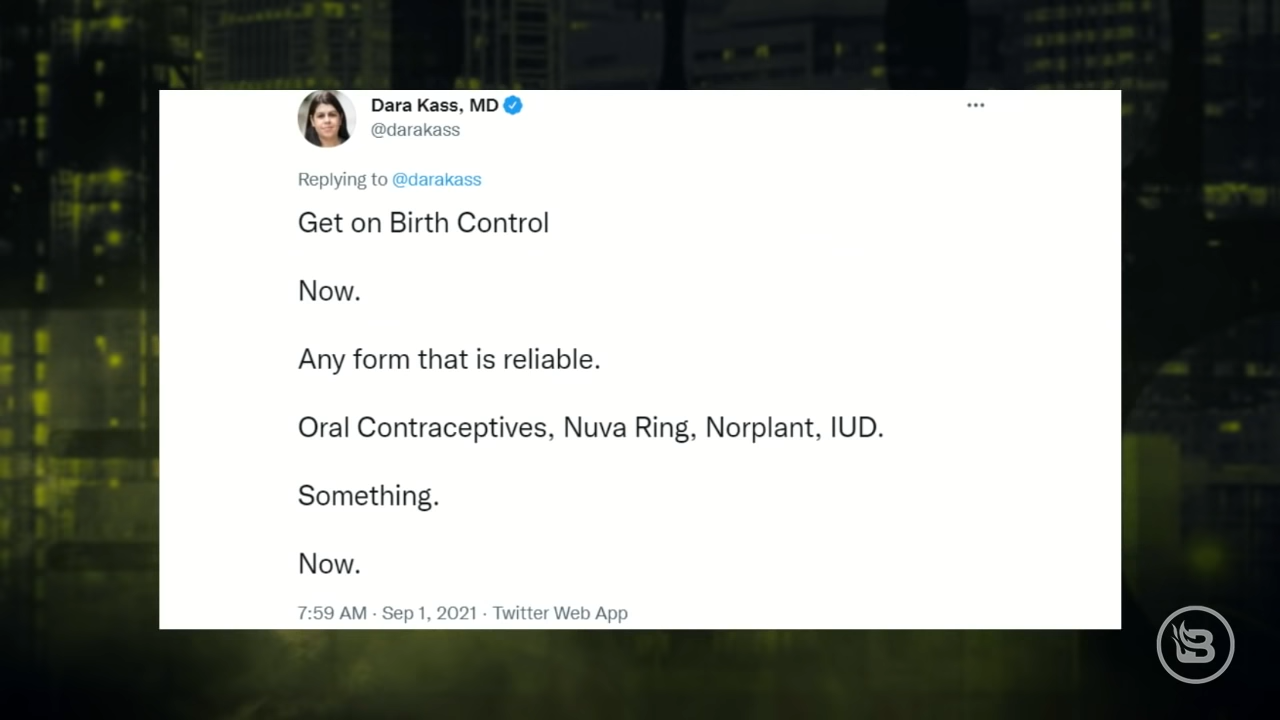 Dara Kass, MD
@darakass
Replying to @darakass
Get on Birth Control
Now.
Any form that is reliable.
Oral Contraceptives, Nuva Ring, Norplant, IUD.
Something.
Now.
7:59 AM · Sep 1, 2021 · Twitter Web App
B